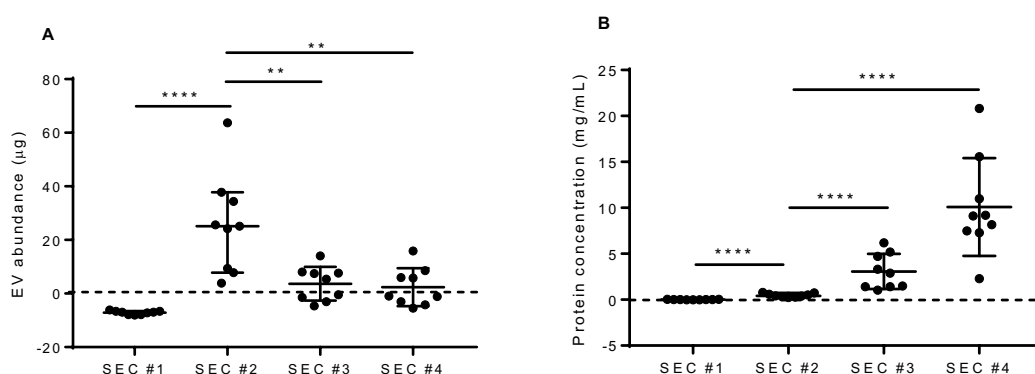 A
EV abundance (μg)
80
60
40
20
0
-20
****
**
**
SEC #1
SEC #2
SEC #3
SEC #4
B
Protein concentration (mg/mL)
25
20
15
10
5
0
-5
****
****
****
SEC #1
SEC #2
SEC #3
SEC #4